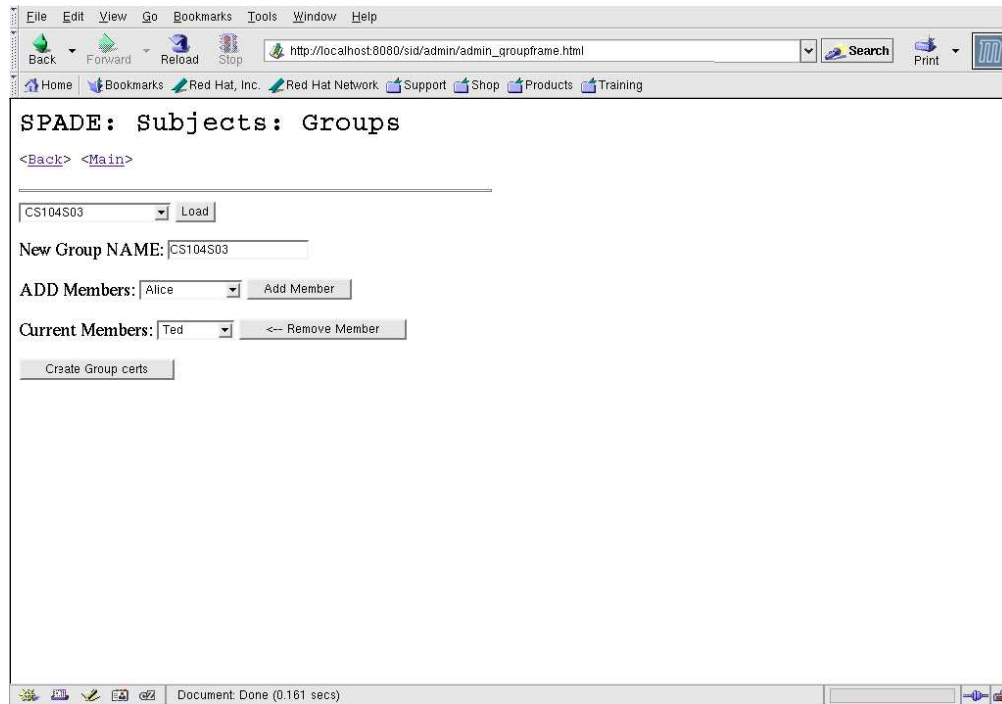 File Edit View Go Bookmarks Tools Window Help
Back Forward Reload Stop http://localhost:8080/sid/admin/admin_groupframe.html Search Print
Home Bookmarks Red Hat, Inc. Red Hat Network Support Shop Products Training
SPADE: Subjects: Groups
<Back> <Main>
CS104S03 Load
New Group NAME: CS104S03
ADD Members: Alice Add Member
Current Members: Ted <-- Remove Member
Create Group certs
Document: Done (0.161 secs)